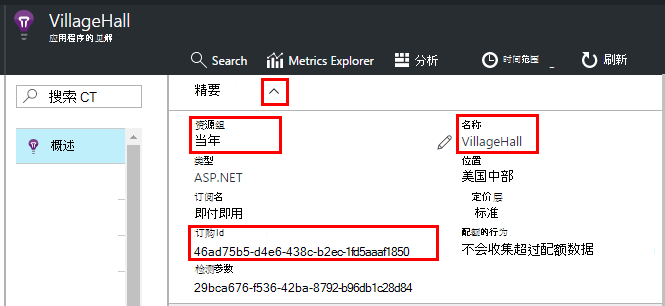 VillageHall
应用程序的见解
Search
Metrics Explorer
分析
时间范围
刷新
搜索 CT
精要
概述
资源组
当年
名称
VillageHall
类型
ASP.NET
位置
美国中部
订阅名
即付即用
定价层
标准
订购Id
46ad75b5-d4e6-438c-b2ec-1fd5aaaf1850
配额的行为
不会收集超过配额数据
检测参数
29bca676-f536-42ba-8792-b96db1c28d84